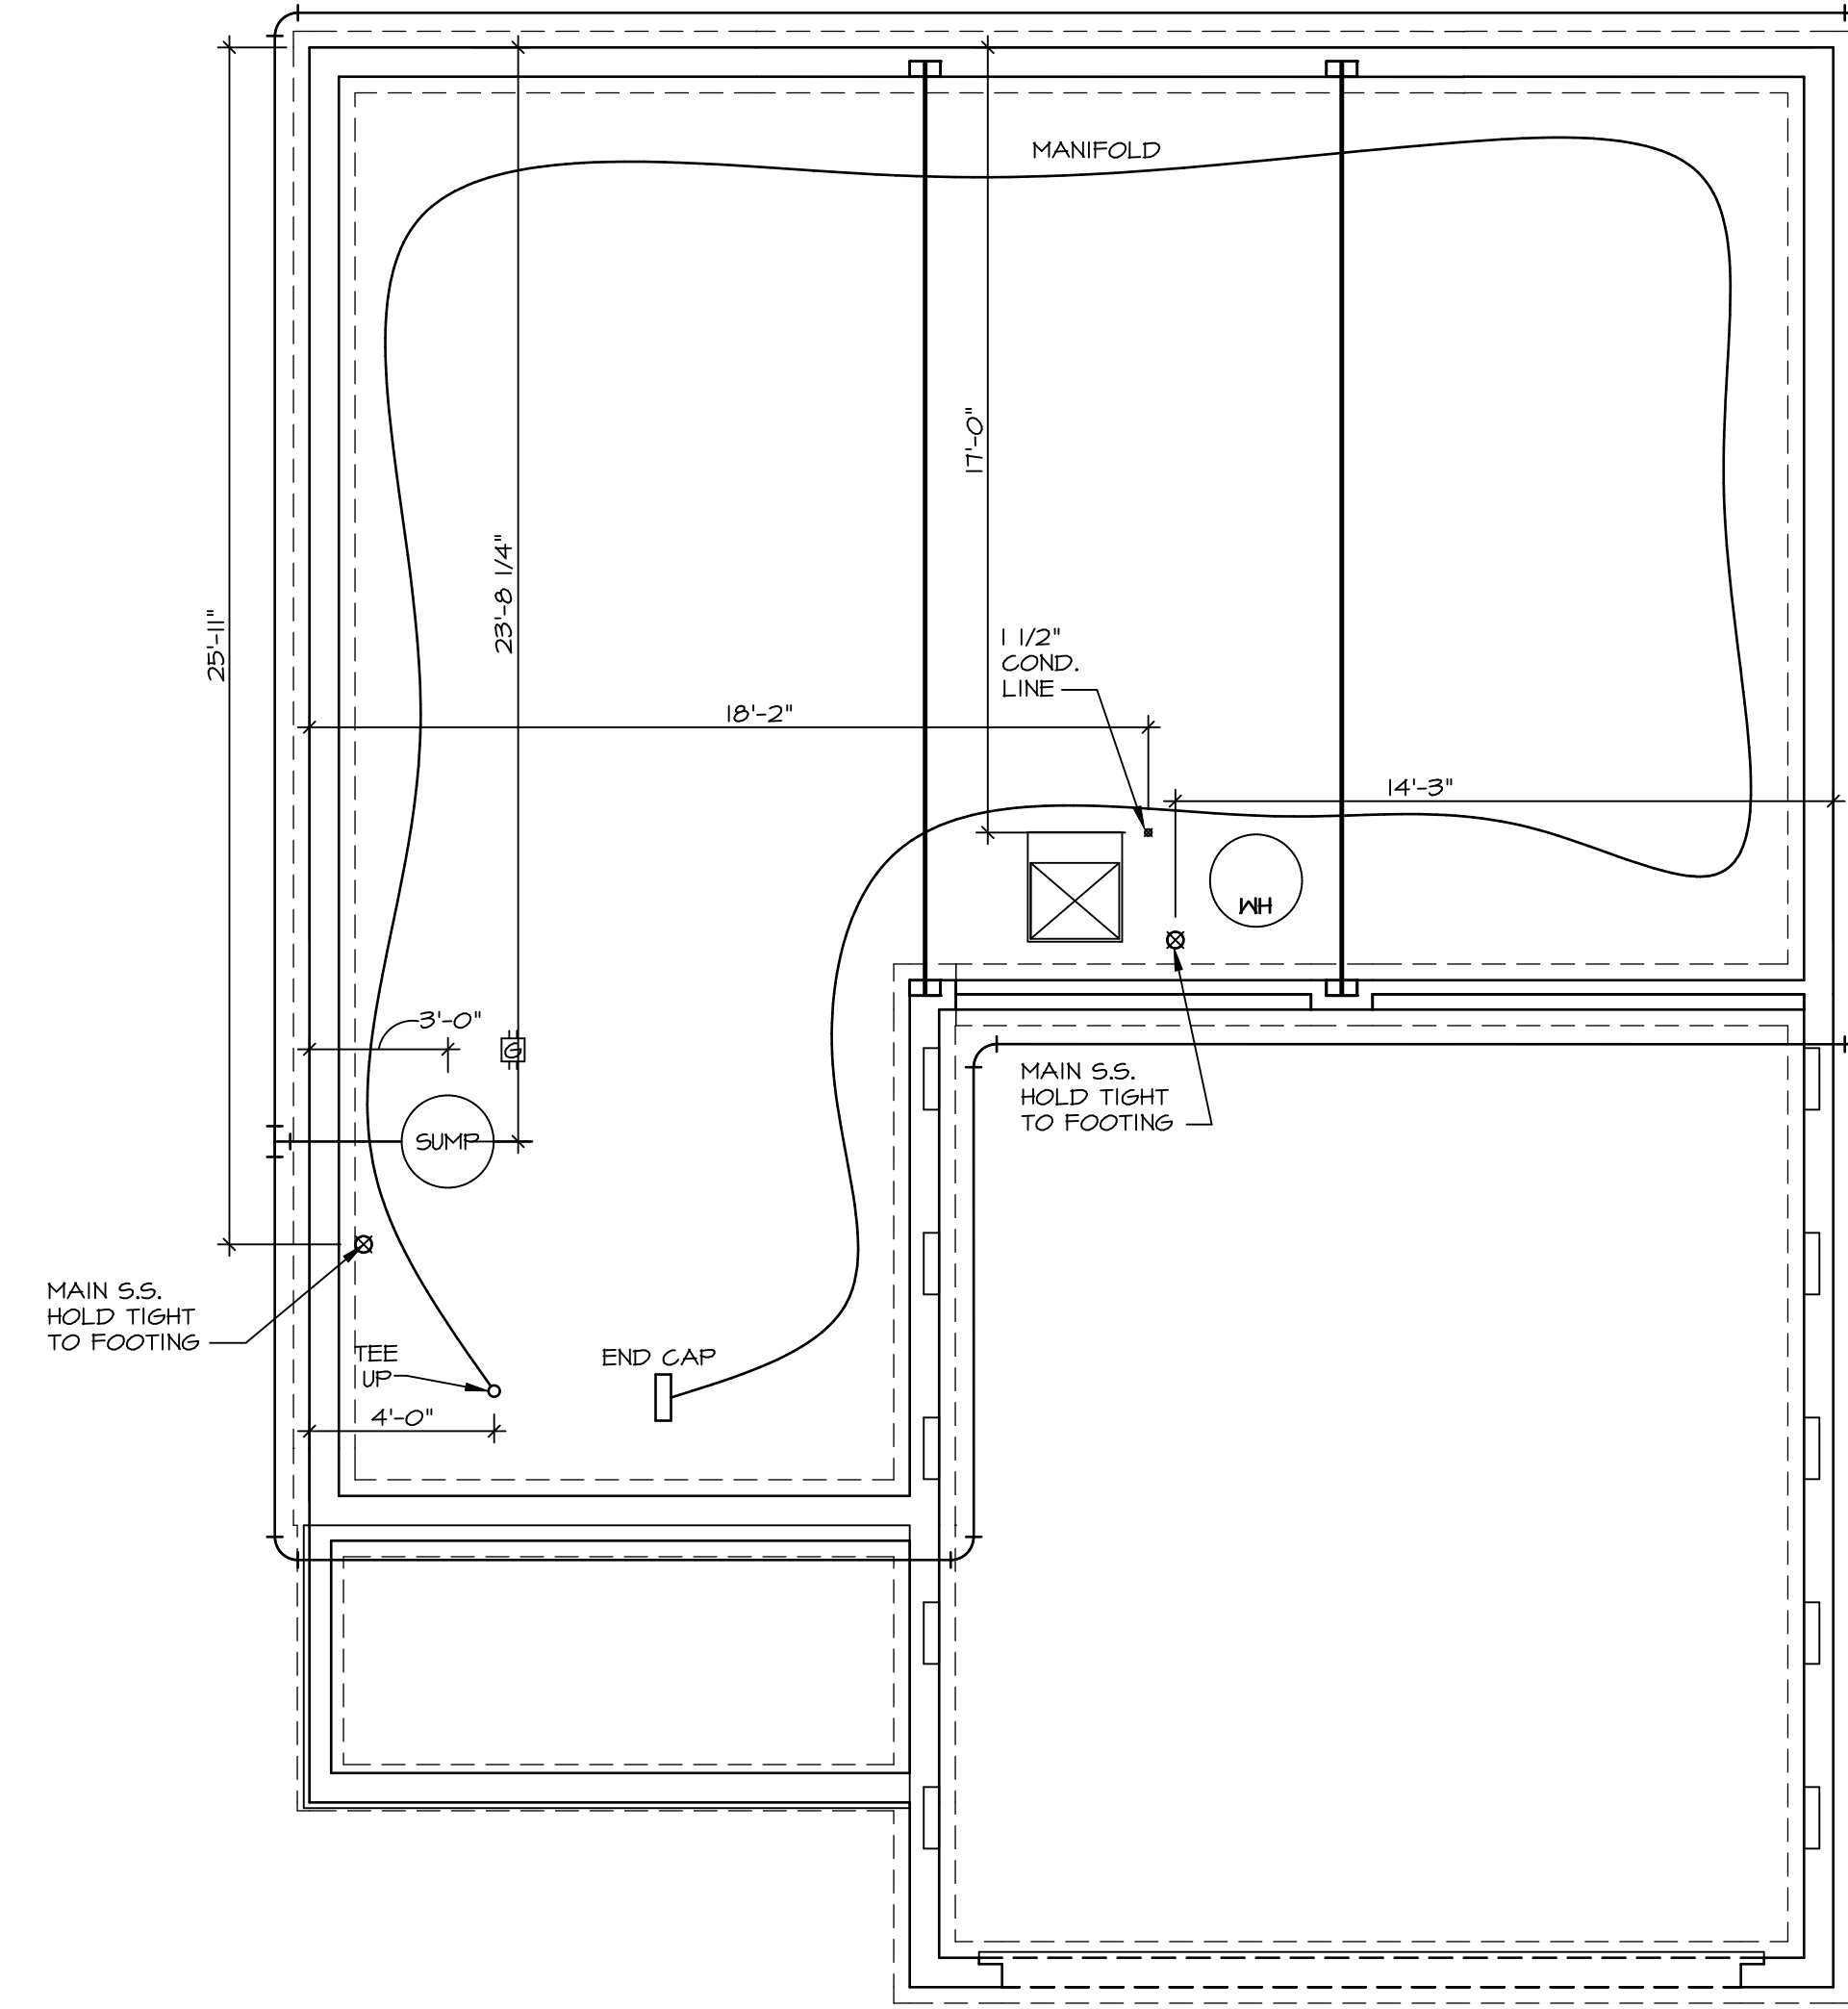 MANIFOLD
17'-0"
23'-8 1/4"
25'-11"
1 1/2"
COND.
LINE
18'-2"
14'-3"
WH
3'-0"
G
MAIN S.S.
HOLD TIGHT
TO FOOTING
SUMP
MAIN S.S.
HOLD TIGHT
TO FOOTING
TEE
UP
END CAP
4'-0"